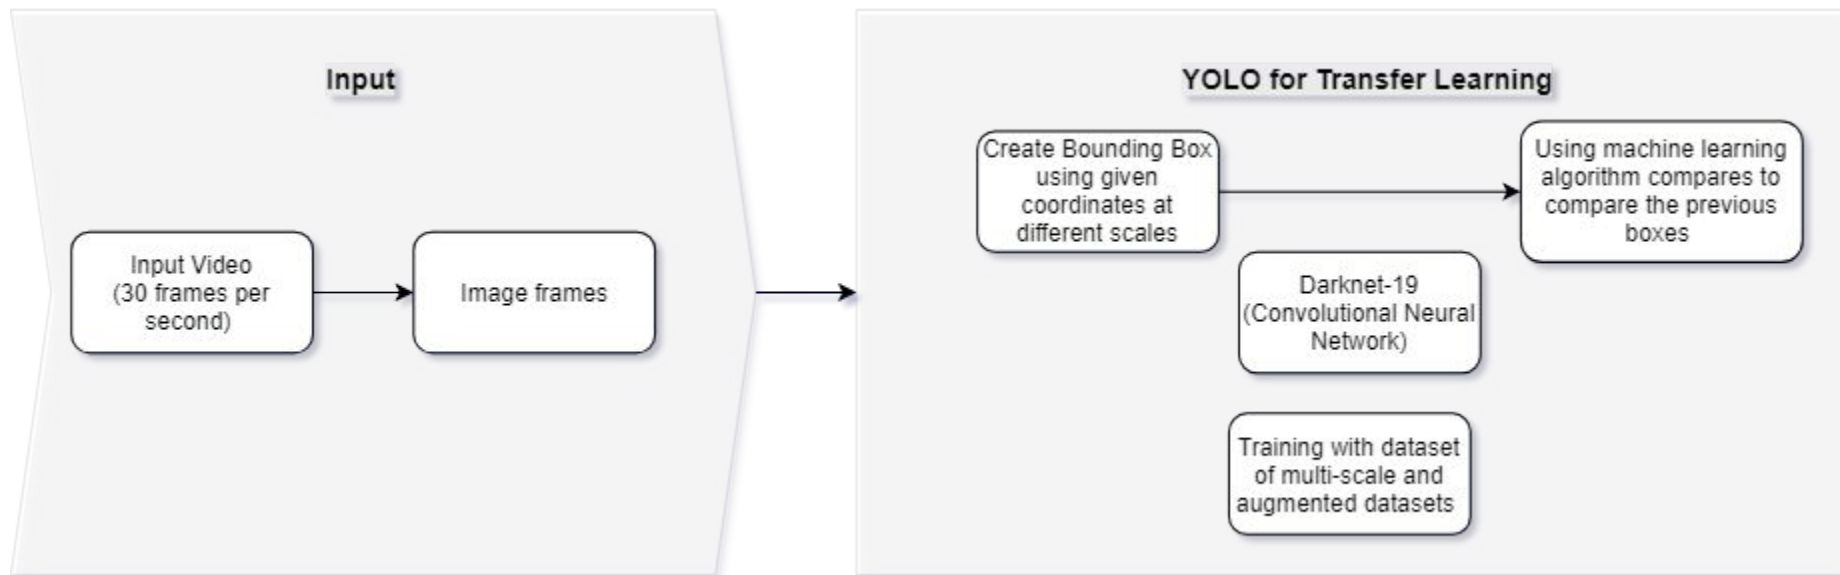 Input
Input Video
(30 frames per
second)
Image frames
YOLO for Transfer Learning
Create Bounding Box
using given
coordinates at
different scales
Using machine learning
algorithm compares to
compare the previous
boxes
Darknet-19
(Convolutional Neural
Network)
Training with dataset
of multi-scale and
augmented datasets